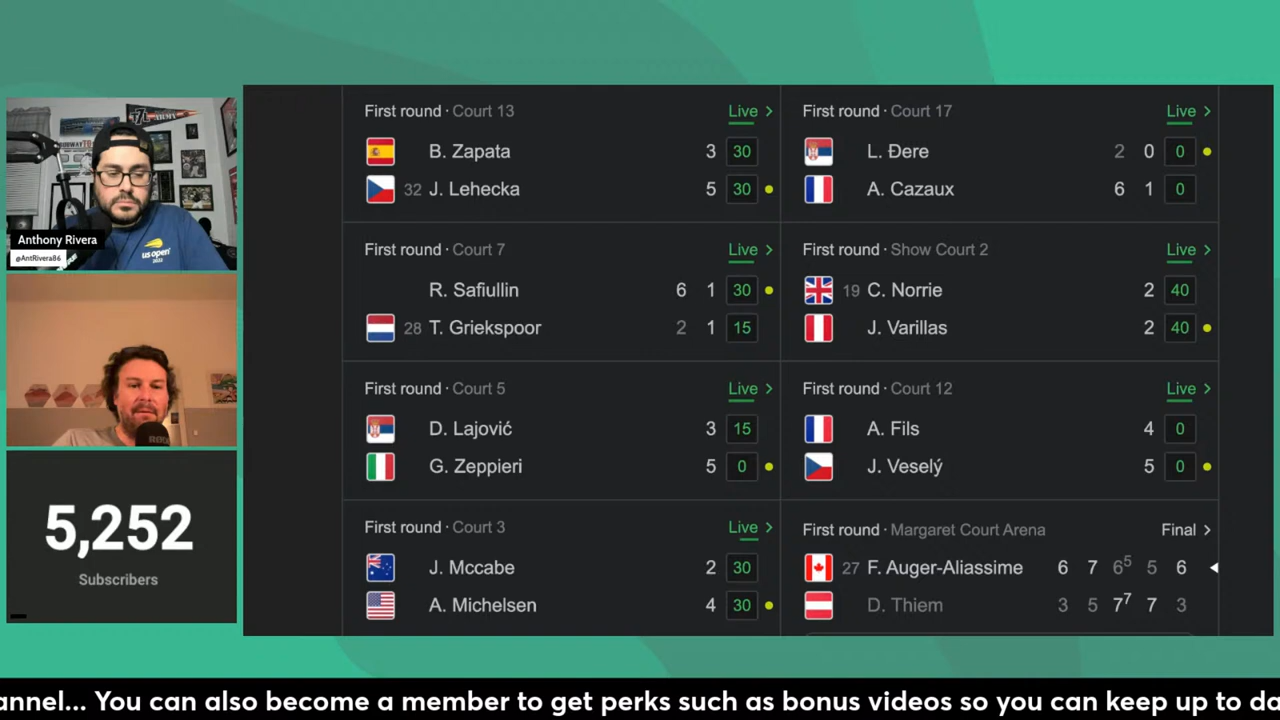 Anthony Rivera
@AntRivera86
us open
2022
ARMY
5,252
Subscribers
First round · Court 13 Live >
B. Zapata 3 30
32 J. Lehecka 5 30
First round · Court 17 Live >
L. Đere 2 0 0
A. Cazaux 6 1 0
First round · Court 7 Live >
R. Safiullin 6 1 30
28 T. Griekspoor 2 1 15
First round · Show Court 2 Live >
19 C. Norrie 2 40
J. Varillas 2 40
First round · Court 5 Live >
D. Lajović 3 15
G. Zeppieri 5 0
First round · Court 12 Live >
A. Fils 4 0
J. Veselý 5 0
First round · Court 3 Live >
J. Mccabe 2 30
A. Michelsen 4 30
First round · Margaret Court Arena Final >
27 F. Auger-Aliassime 6 7 6⁵ 5 6
D. Thiem 3 5 7⁷ 7 3
annel... You can also become a member to get perks such as bonus videos so you can keep up to da